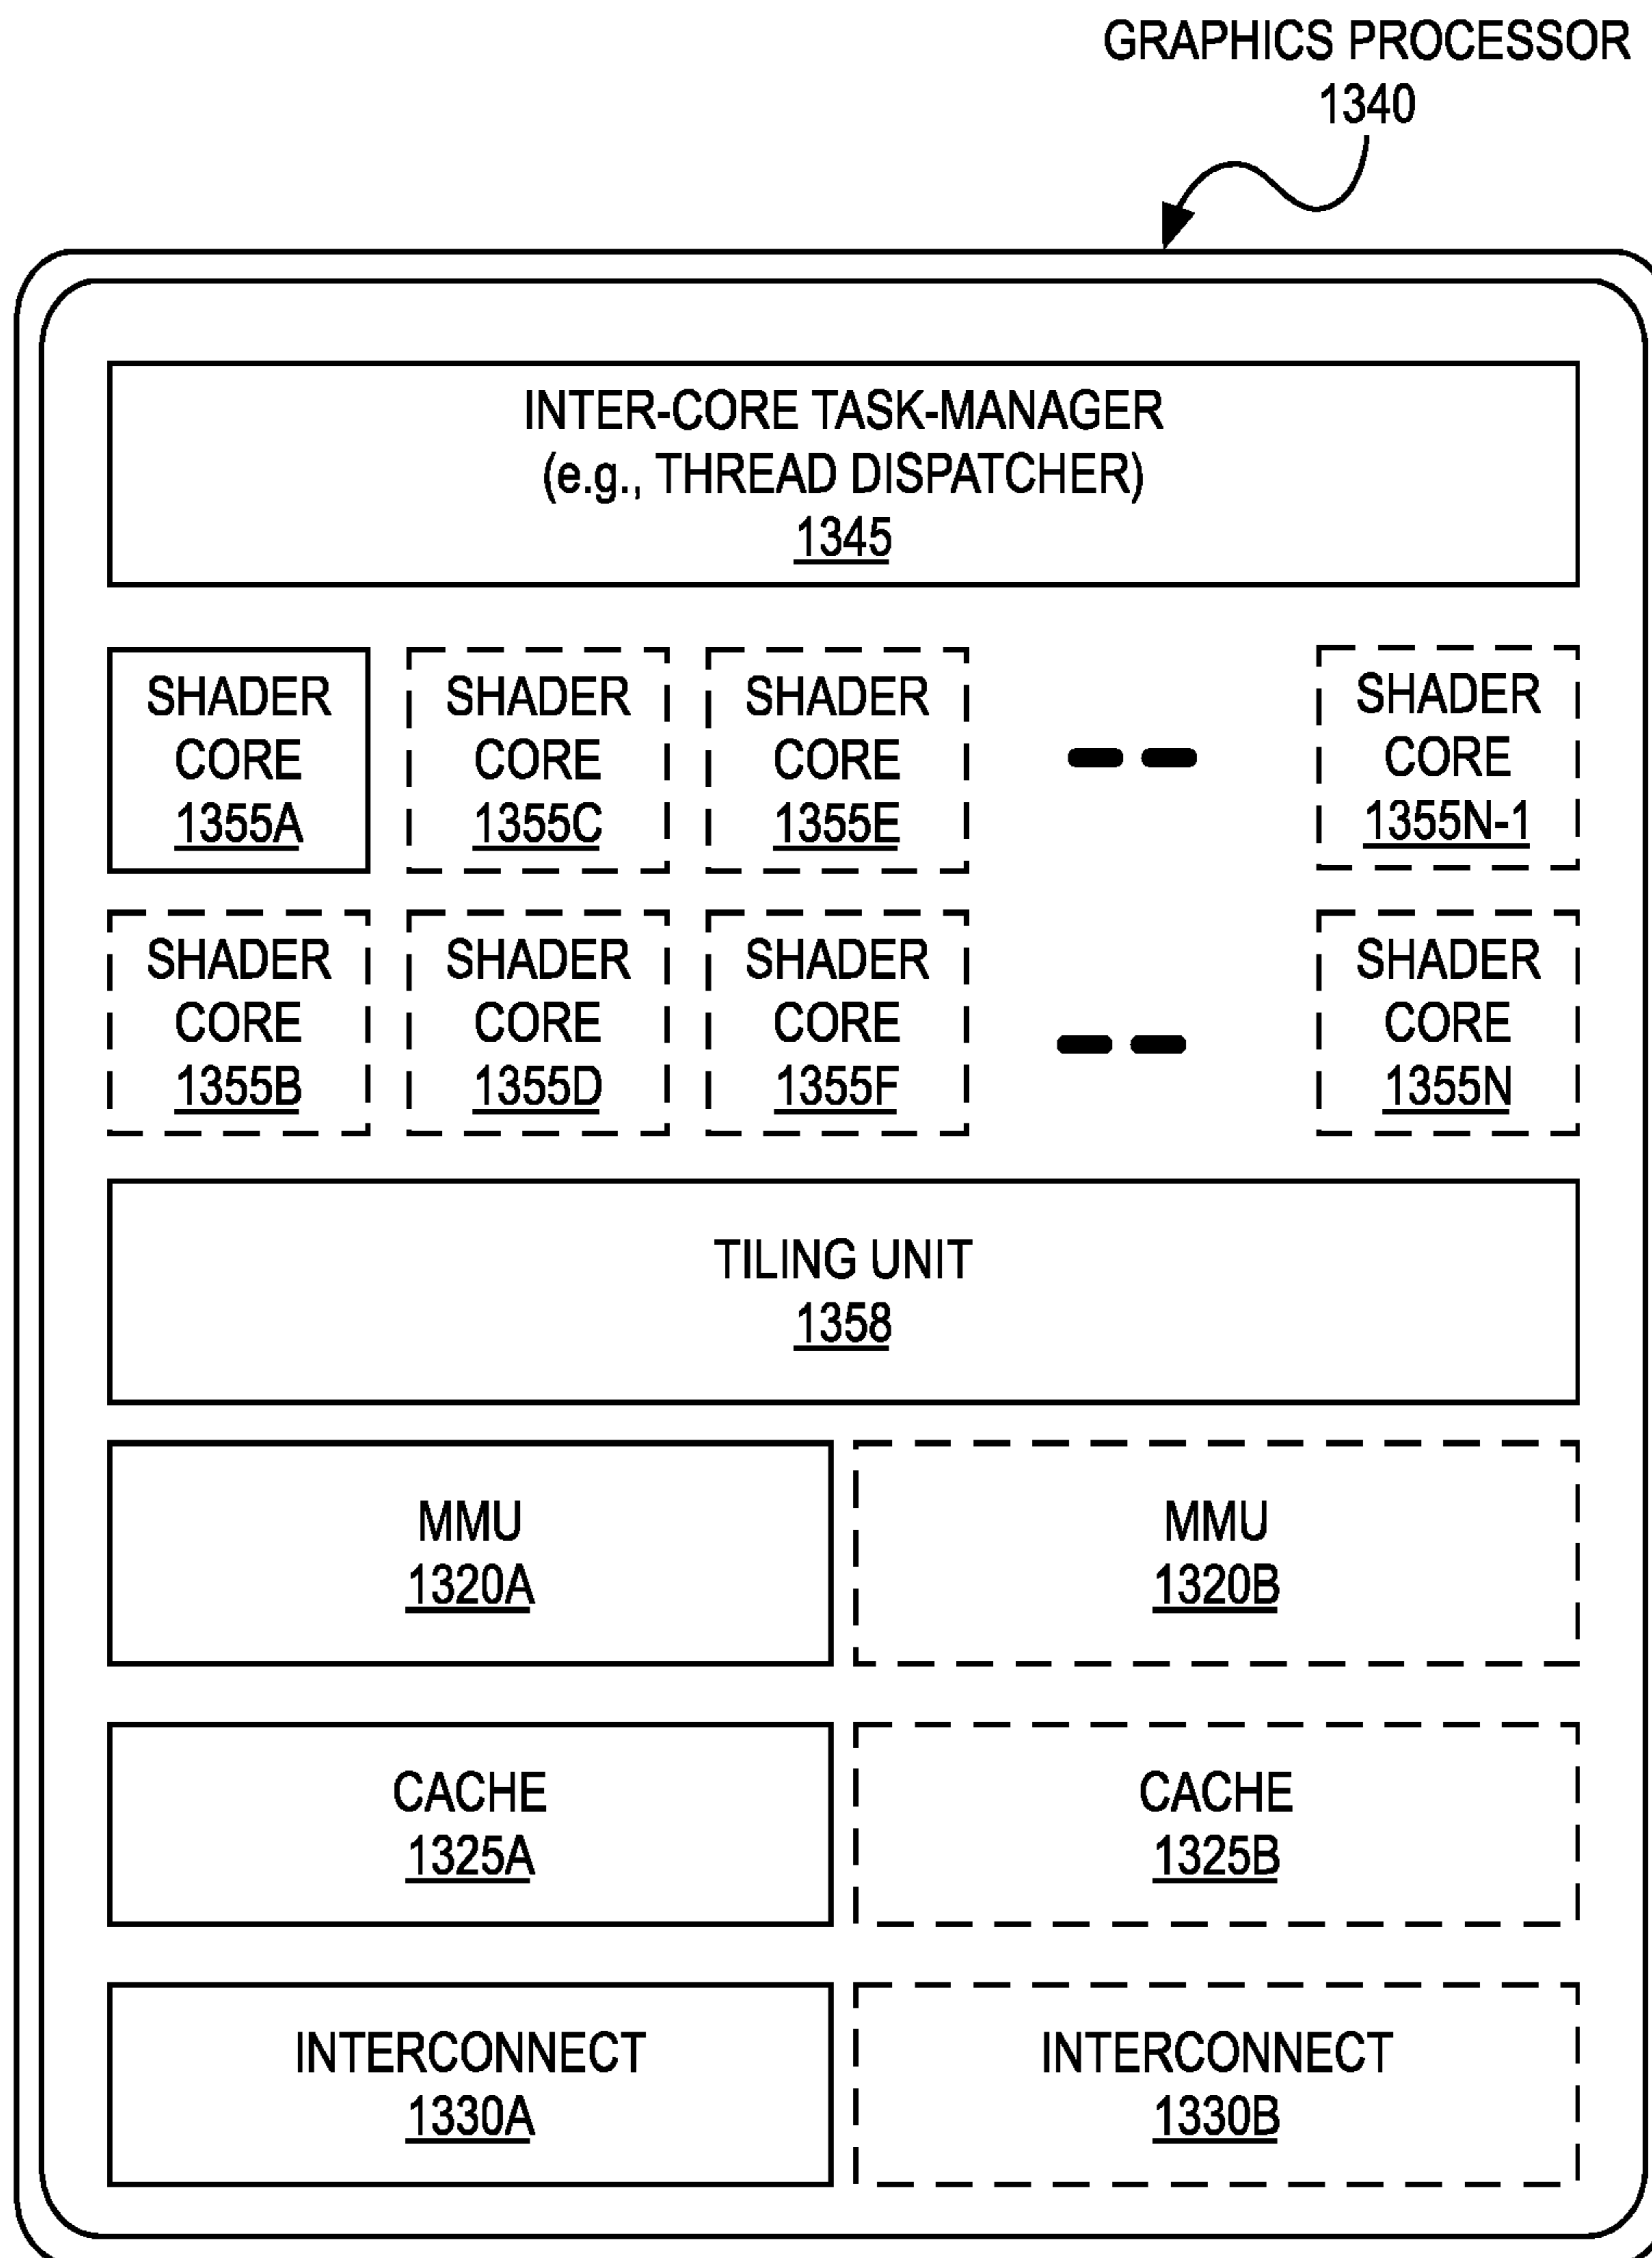 GRAPHICS PROCESSOR
1340
INTER-CORE TASK-MANAGER
(e.g., THREAD DISPATCHER)
1345
SHADER
CORE
1355A
SHADER
CORE
1355C
SHADER
CORE
1355E
SHADER
CORE
1355N-1
SHADER
CORE
1355B
SHADER
CORE
1355D
SHADER
CORE
1355F
SHADER
CORE
1355N
TILING UNIT
1358
MMU
1320A
MMU
1320B
CACHE
1325A
CACHE
1325B
INTERCONNECT
1330A
INTERCONNECT
1330B